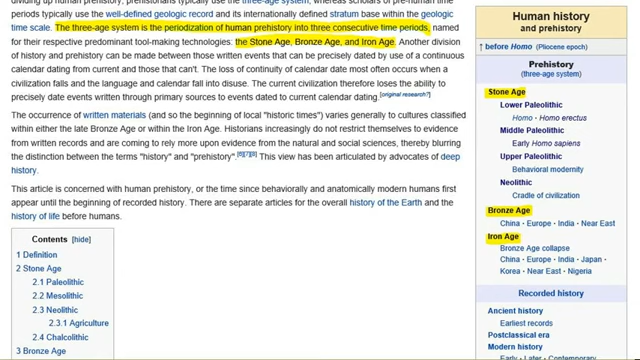 dividing up human prehistory, prehistorians typically use the three-age system, whereas scholars of pre-human time
periods typically use the well-defined geologic record and its internationally defined stratum base within the geologic
time scale. The three-age system is the periodization of human prehistory into three consecutive time periods, named
for their respective predominant tool-making technologies: the Stone Age, Bronze Age, and Iron Age. Another division
of history and prehistory can be made between those written events that can be precisely dated by use of a continuous
calendar dating from current and those that can't. The loss of continuity of calendar date most often occurs when a
civilization falls and the language and calendar fall into disuse. The current civilization therefore loses the ability to
precisely date events written through primary sources to events dated to current calendar dating.[original research?]
The occurrence of written materials (and so the beginning of local "historic times") varies generally to cultures classified
within either the late Bronze Age or within the Iron Age. Historians increasingly do not restrict themselves to evidence
from written records and are coming to rely more upon evidence from the natural and social sciences, thereby blurring
the distinction between the terms "history" and "prehistory".[6][7][8] This view has been articulated by advocates of deep
history.
This article is concerned with human prehistory, or the time since behaviorally and anatomically modern humans first
appear until the beginning of recorded history. There are separate articles for the overall history of the Earth and the
history of life before humans.
Contents [hide]
1 Definition
2 Stone Age
2.1 Paleolithic
2.2 Mesolithic
2.3 Neolithic
2.3.1 Agriculture
2.4 Chalcolithic
3 Bronze Age
Human history
and prehistory
↑ before Homo (Pliocene epoch)
Prehistory
(three-age system)
Stone Age
Lower Paleolithic
Homo · Homo erectus
Middle Paleolithic
Early Homo sapiens
Upper Paleolithic
Behavioral modernity
Neolithic
Cradle of civilization
Bronze Age
China · Europe · India · Near East
Iron Age
Bronze Age collapse
China · Europe · India · Japan ·
Korea · Near East · Nigeria
Recorded history
Ancient history
Earliest records
Postclassical era
Modern history
Early · Later · Contemporary